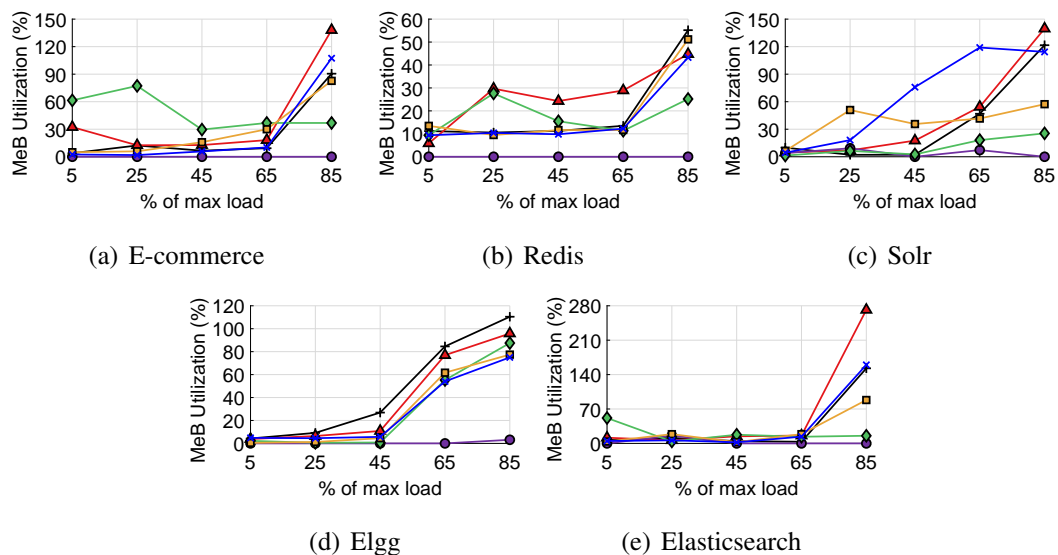 MeB Utilization (%)
150
120
90
60
30
0
5 25 45 65 85
% of max load
(a) E-commerce
MeB Utilization (%)
60
50
40
30
20
10
0
5 25 45 65 85
% of max load
(b) Redis
MeB Utilization (%)
150
120
90
60
30
0
5 25 45 65 85
% of max load
(c) Solr
MeB Utilization (%)
120
100
80
60
40
20
0
5 25 45 65 85
% of max load
(d) Elgg
MeB Utilization (%)
280
210
140
70
0
5 25 45 65 85
% of max load
(e) Elasticsearch